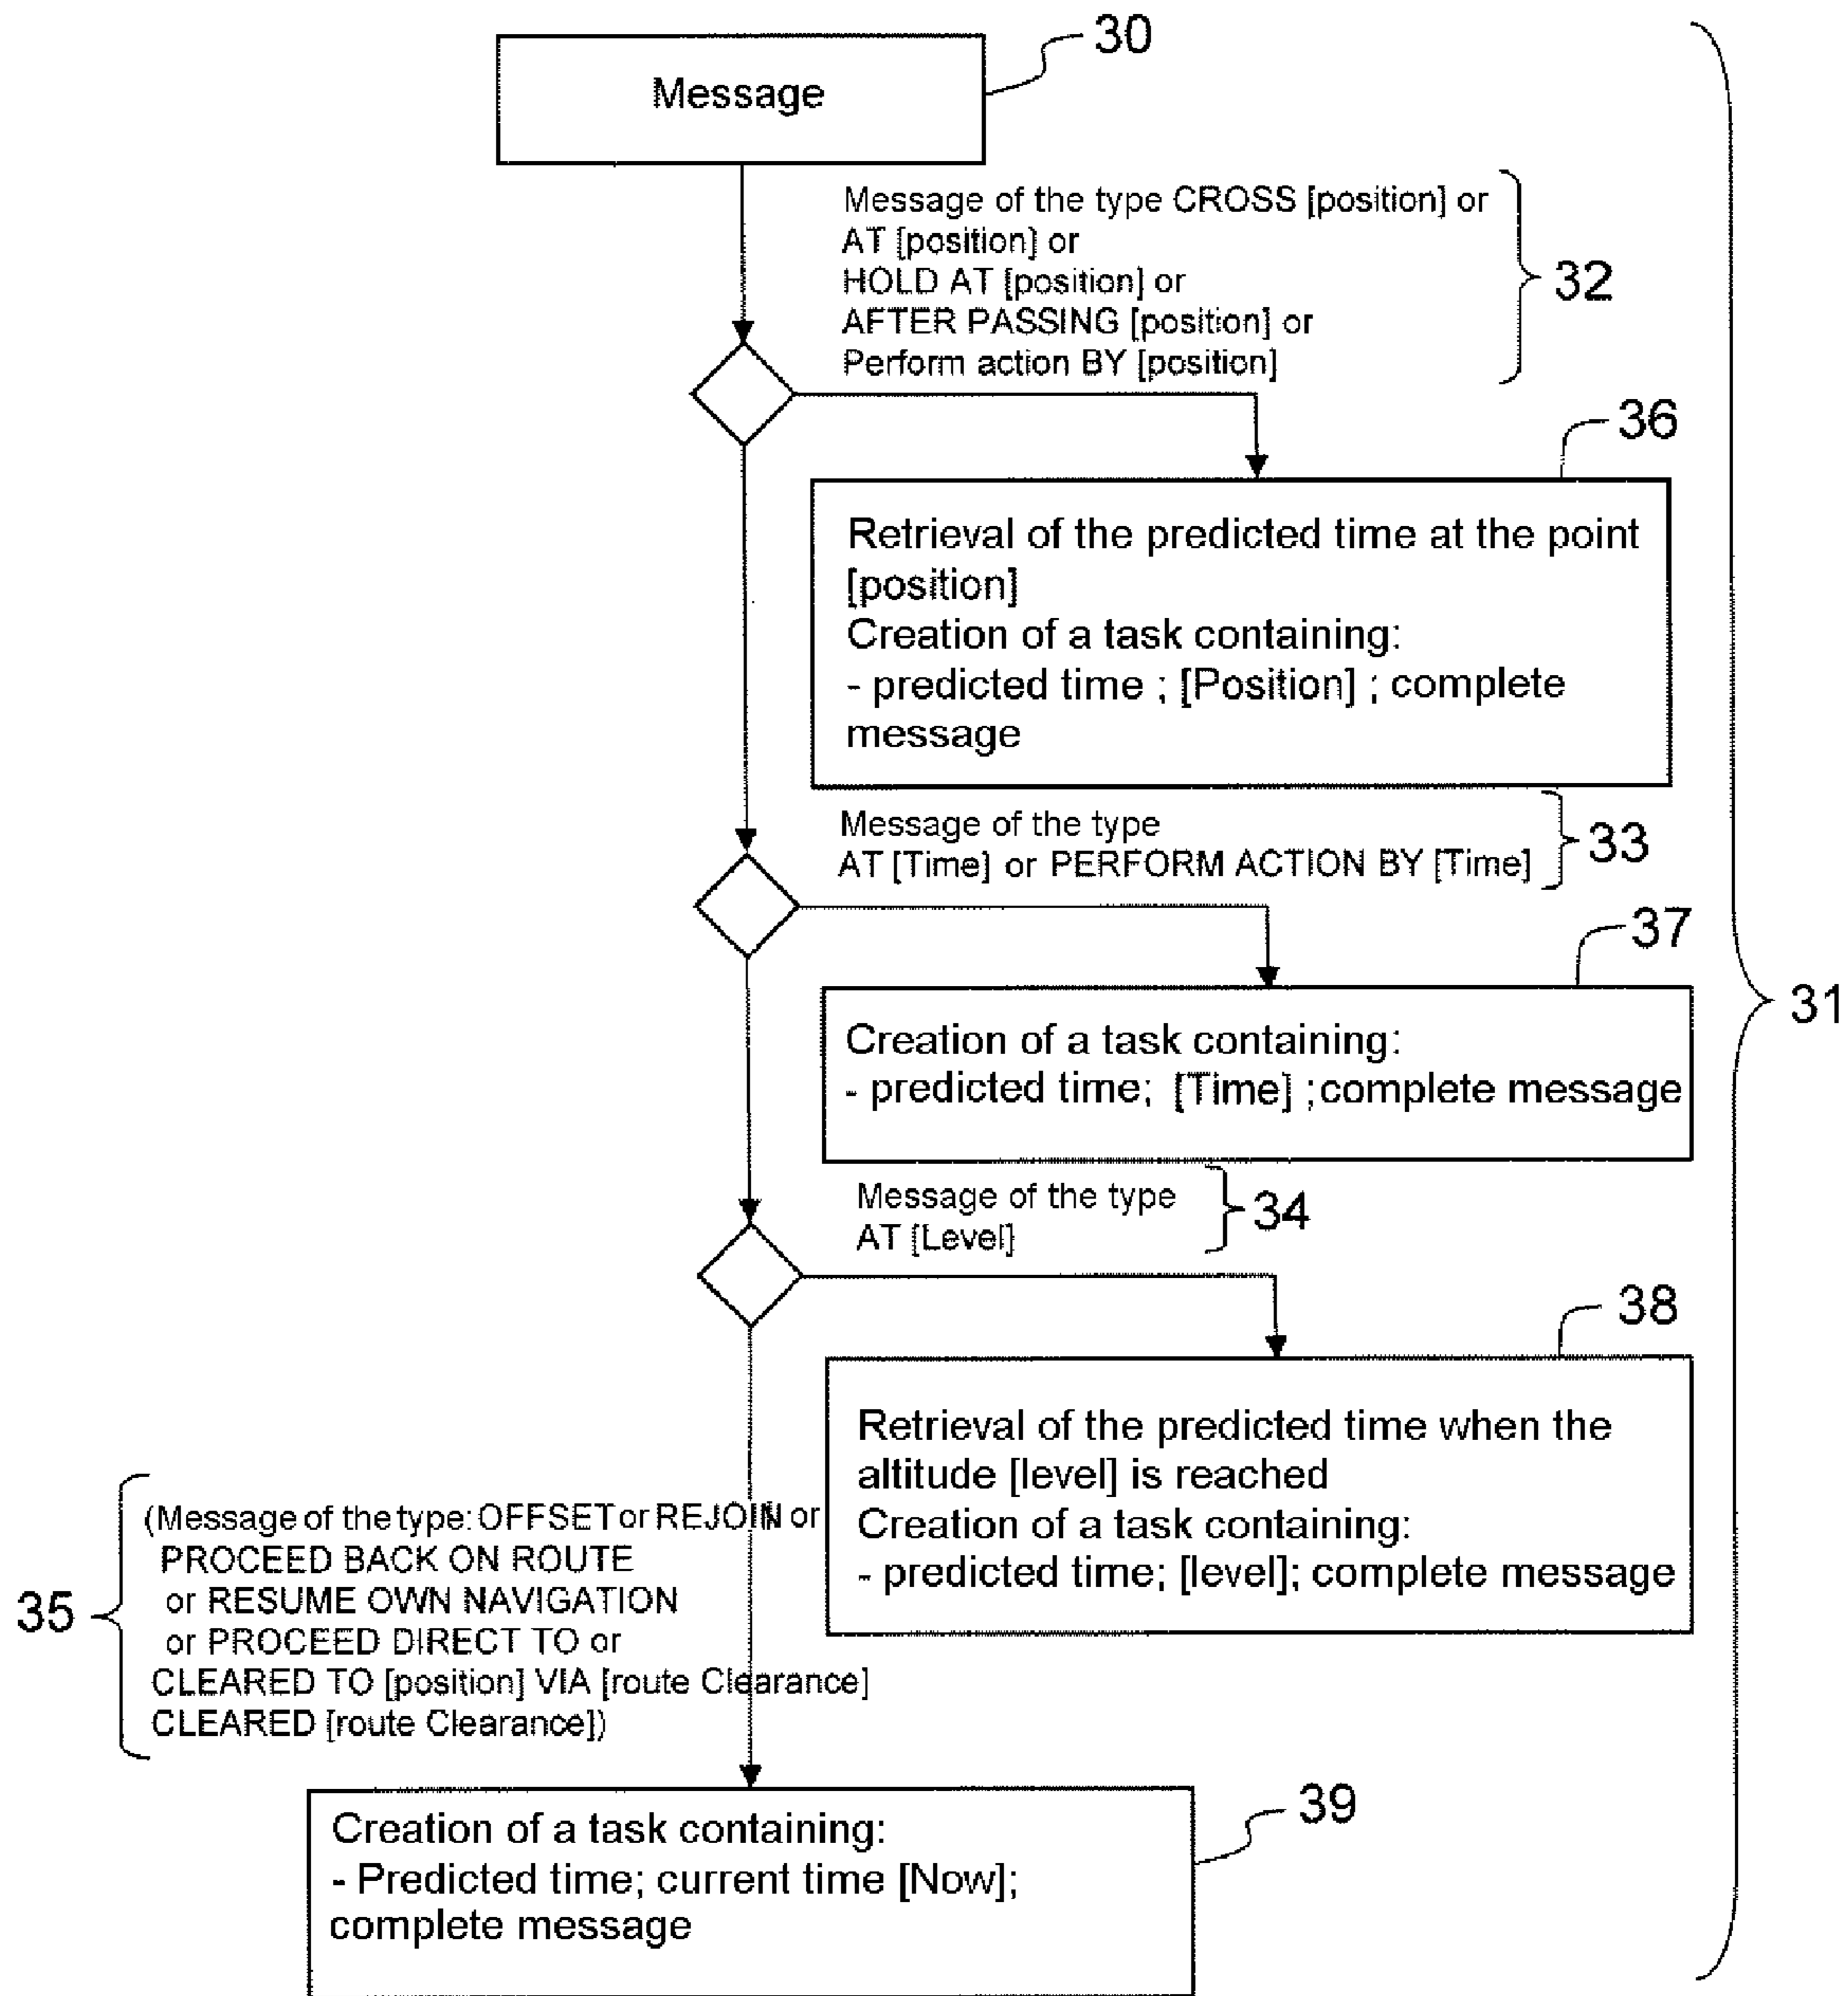 30
Message
Message of the type CROSS [position] or
AT [position] or
HOLD AT [position] or
AFTER PASSING [position] or
Perform action BY [position]
32
36
Retrieval of the predicted time at the point
[position]
Creation of a task containing:
- predicted time ; [Position] ; complete
message
Message of the type
AT [Time] or PERFORM ACTION BY [Time]
33
37
31
Creation of a task containing:
- predicted time; [Time] ;complete message
Message of the type
AT [Level]
34
38
Retrieval of the predicted time when the
altitude [level] is reached
Creation of a task containing:
- predicted time; [level]; complete message
(Message of the type: OFFSET or REJOIN or
PROCEED BACK ON ROUTE
or RESUME OWN NAVIGATION
or PROCEED DIRECT TO or
CLEARED TO [position] VIA [route Clearance]
CLEARED [route Clearance])
35
39
Creation of a task containing:
- Predicted time; current time [Now];
complete message